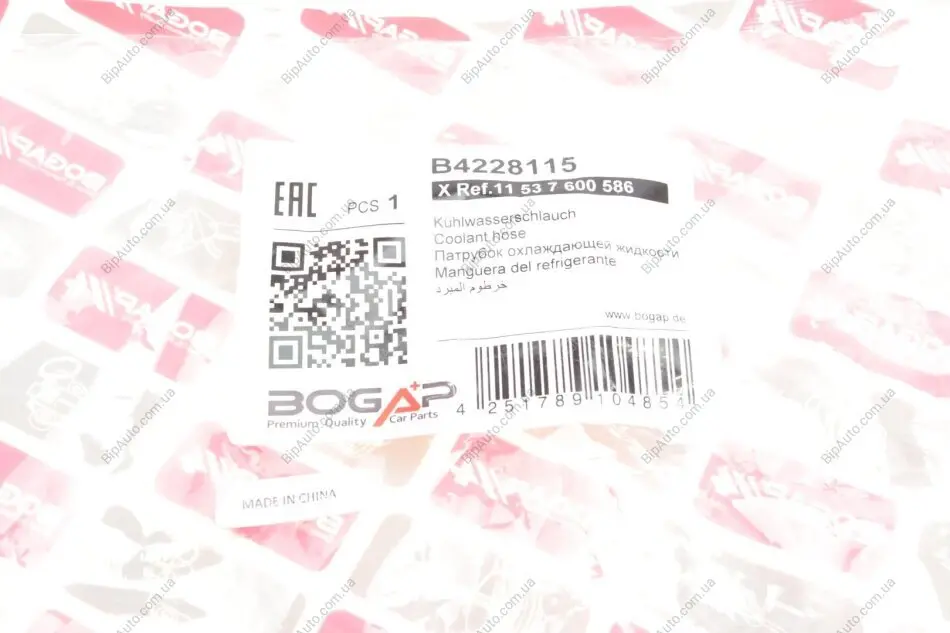 B4228115
X Ref.11 53 7 600 586
EAC
PCS 1
Kuhlwasserschlauch
Coolant hose
Патрубок охлаждающей жидкости
Manguera del refrigerante
خرطوم المبرد
www.bogap.de
BOGAP
Premium Quality Car Parts
4 251789 104854
MADE IN CHINA
BipAuto.com.ua